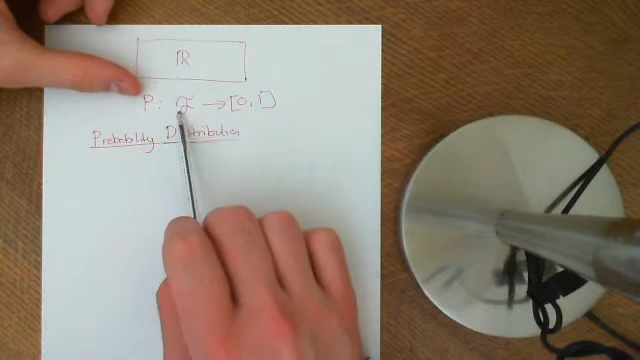 ℝ
P: ℱ → [0,1]
Probability Distribution